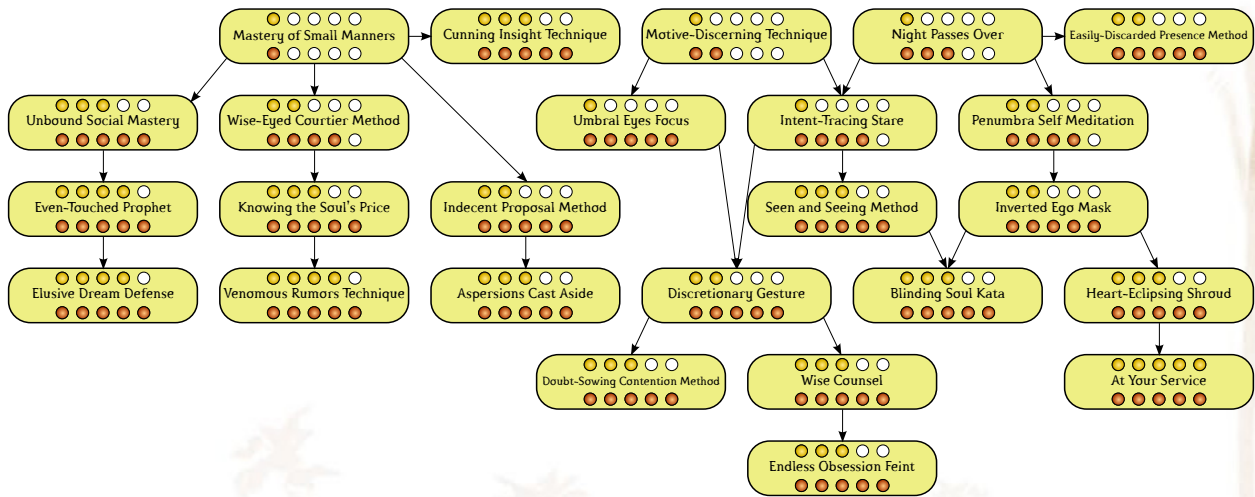 Mastery of Small Manners
Cunning Insight Technique
Motive-Discerning Technique
Night Passes Over
Easily-Discarded Presence Method
Unbound Social Mastery
Wise-Eyed Courtier Method
Umbral Eyes Focus
Intent-Tracing Stare
Penumbra Self Meditation
Even-Touched Prophet
Knowing the Soul's Price
Indecent Proposal Method
Seen and Seeing Method
Inverted Ego Mask
Elusive Dream Defense
Venomous Rumors Technique
Aspersions Cast Aside
Discretionary Gesture
Blinding Soul Kata
Heart-Eclipsing Shroud
Doubt-Sowing Contention Method
Wise Counsel
At Your Service
Endless Obsession Feint